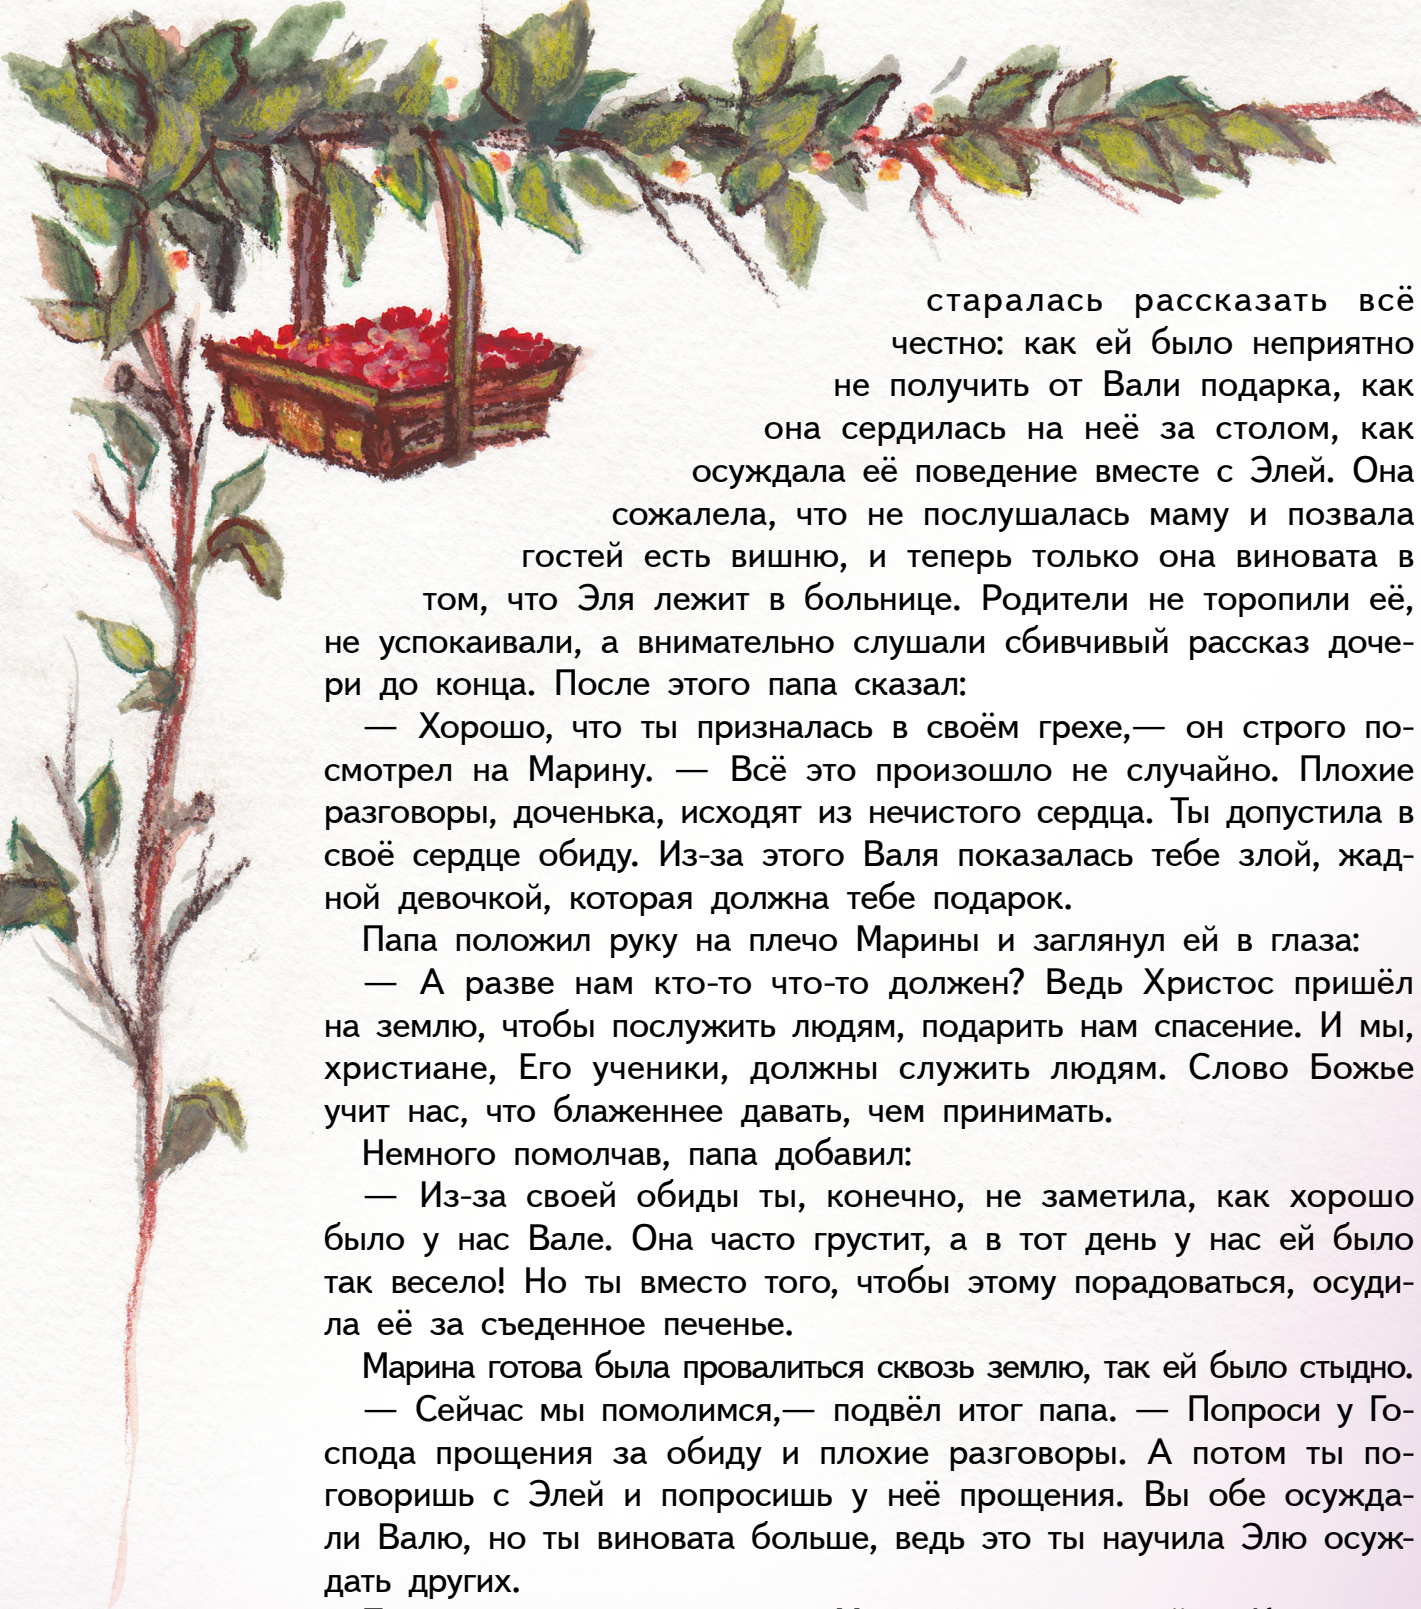 старалась рассказать всё
честно: как ей было неприятно
не получить от Вали подарка, как
она сердилась на неё за столом, как
осуждала её поведение вместе с Элей. Она
сожалела, что не послушалась маму и позвала
гостей есть вишню, и теперь только она виновата в
том, что Эля лежит в больнице. Родители не торопили её,
не успокаивали, а внимательно слушали сбивчивый рассказ доче-
ри до конца. После этого папа сказал:
— Хорошо, что ты призналась в своём грехе,— он строго по-
смотрел на Марину. — Всё это произошло не случайно. Плохие
разговоры, доченька, исходят из нечистого сердца. Ты допустила в
своё сердце обиду. Из-за этого Валя показалась тебе злой, жад-
ной девочкой, которая должна тебе подарок.
Папа положил руку на плечо Марины и заглянул ей в глаза:
— А разве нам кто-то что-то должен? Ведь Христос пришёл
на землю, чтобы послужить людям, подарить нам спасение. И мы,
христиане, Его ученики, должны служить людям. Слово Божье
учит нас, что блаженнее давать, чем принимать.
Немного помолчав, папа добавил:
— Из-за своей обиды ты, конечно, не заметила, как хорошо
было у нас Вале. Она часто грустит, а в тот день у нас ей было
так весело! Но ты вместо того, чтобы этому порадоваться, осуди-
ла её за съеденное печенье.
Марина готова была провалиться сквозь землю, так ей было стыдно.
— Сейчас мы помолимся,— подвёл итог папа. — Попроси у Го-
спода прощения за обиду и плохие разговоры. А потом ты по-
говоришь с Элей и попросишь у неё прощения. Вы обе осужда-
ли Валю, но ты виновата больше, ведь это ты научила Элю осуж-
дать других.